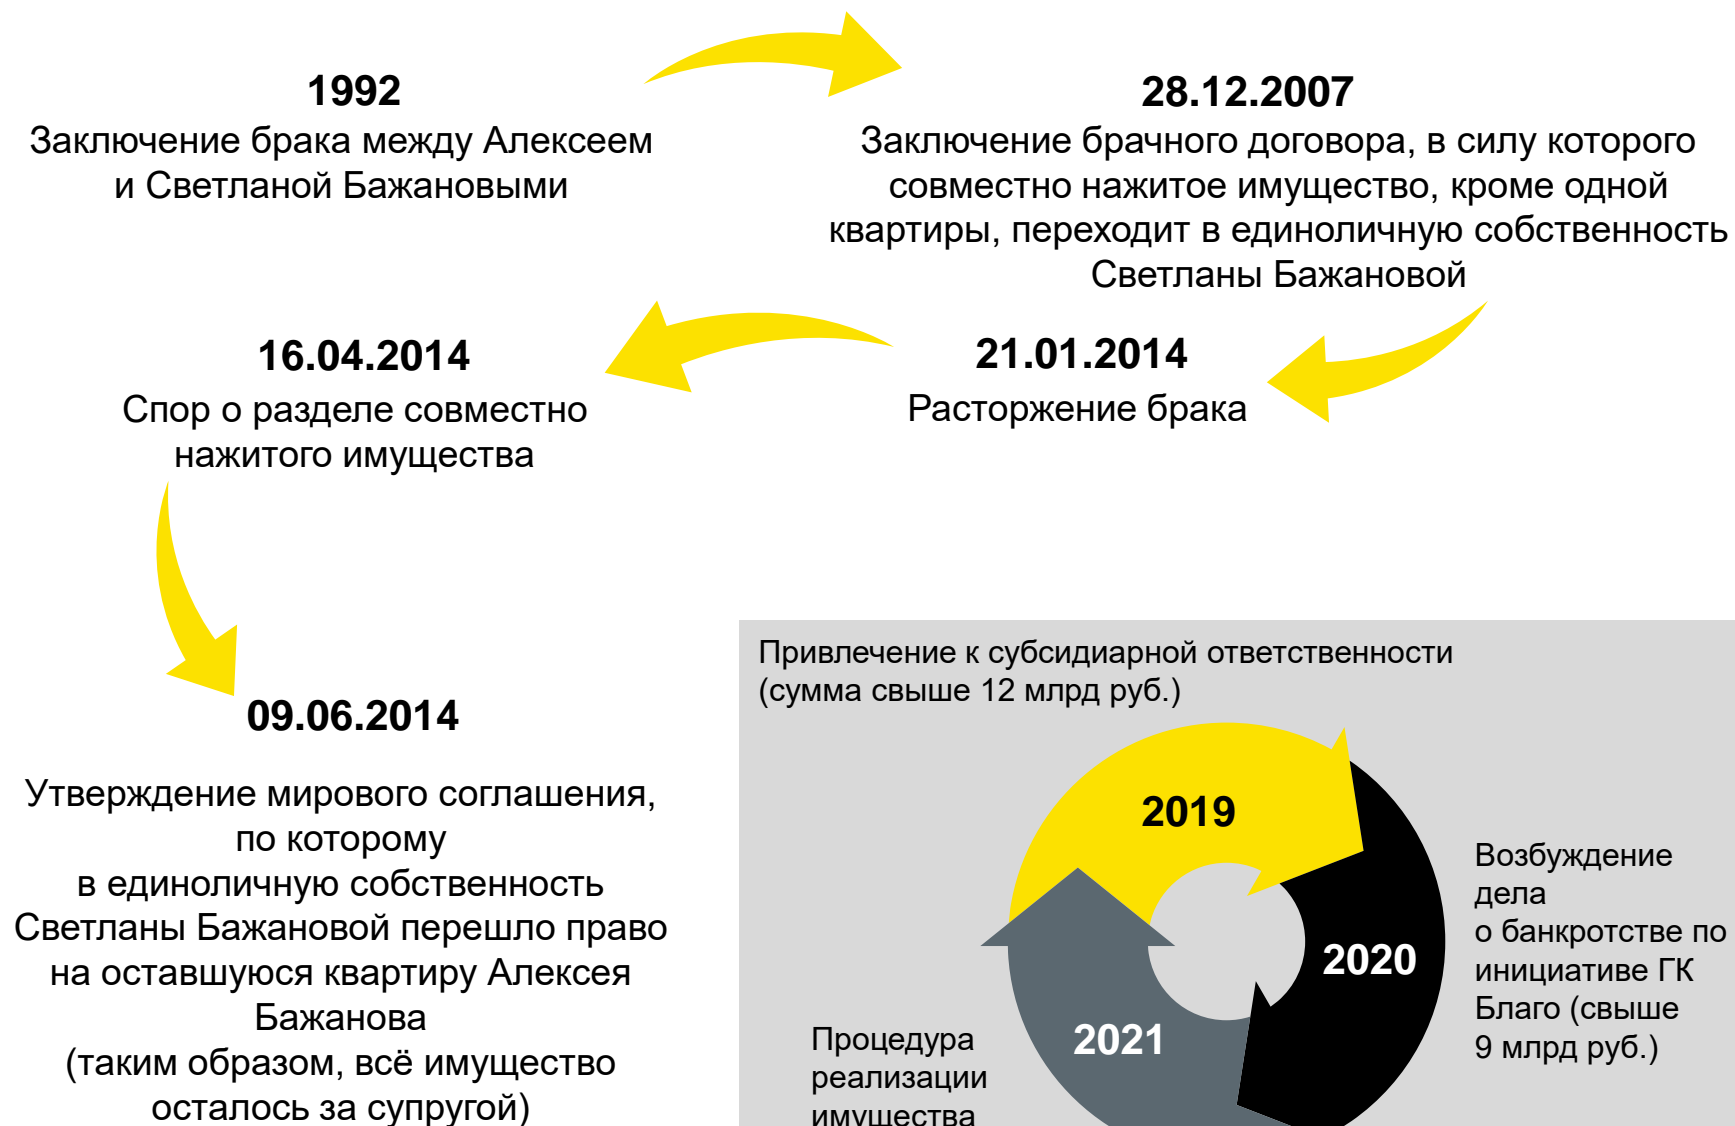 1992
Заключение брака между Алексеем
и Светланой Бажановыми
28.12.2007
Заключение брачного договора, в силу которого
совместно нажитое имущество, кроме одной
квартиры, переходит в единоличную собственность
Светланы Бажановой
21.01.2014
Расторжение брака
16.04.2014
Спор о разделе совместно
нажитого имущества
09.06.2014
Утверждение мирового соглашения,
по которому
в единоличную собственность
Светланы Бажановой перешло право
на оставшуюся квартиру Алексея
Бажанова
(таким образом, всё имущество
осталось за супругой)
Привлечение к субсидиарной ответственности
(сумма свыше 12 млрд руб.)
2019
2020
Возбуждение
дела
о банкротстве по
инициативе ГК
Благо (свыше
9 млрд руб.)
2021
Процедура
реализации
имущества